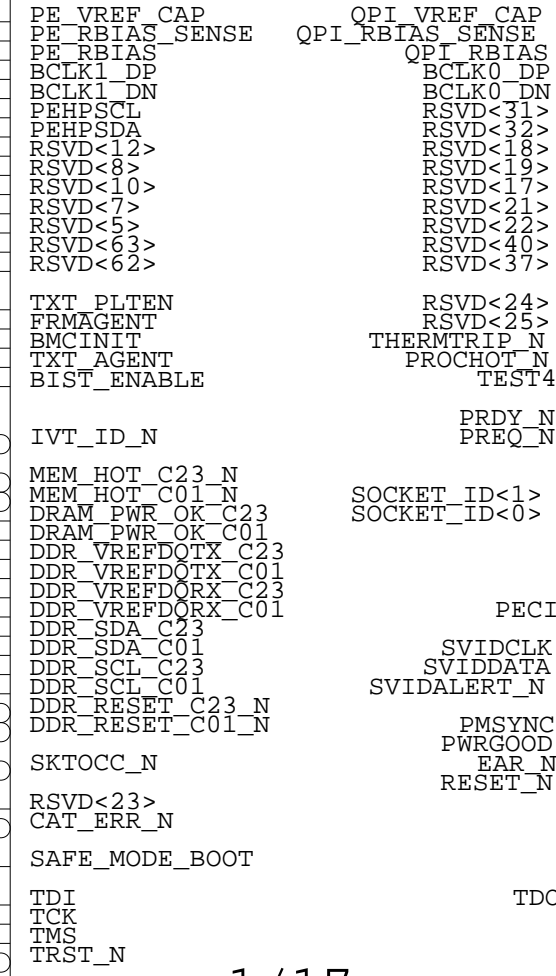 PE_VREF_CAP QPI_VREF_CAP
PE_RBIAS_SENSE QPI_RBIAS_SENSE
PE_RBIAS QPI_RBIAS
BCLK1_DP BCLK0_DP
BCLK1_DN BCLK0_DN
PEHPSCL RSVD<31>
PEHPSDA RSVD<32>
RSVD<12> RSVD<18>
RSVD<8> RSVD<19>
RSVD<10> RSVD<17>
RSVD<7> RSVD<21>
RSVD<5> RSVD<22>
RSVD<63> RSVD<40>
RSVD<62> RSVD<37>
TXT_PLTEN RSVD<24>
FRMAGENT RSVD<25>
BMCINIT THERMTRIP_N
TXT_AGENT PROCHOT_N
BIST_ENABLE TEST4
PRDY_N
IVT_ID_N PREQ_N
MEM_HOT_C23_N
MEM_HOT_C01_N SOCKET_ID<1>
DRAM_PWR_OK_C23 SOCKET_ID<0>
DRAM_PWR_OK_C01
DDR_VREFDQTX_C23
DDR_VREFDQTX_C01
DDR_VREFDQRX_C23
DDR_VREFDQRX_C01 PECI
DDR_SDA_C23
DDR_SDA_C01 SVIDCLK
DDR_SCL_C23 SVIDDATA
DDR_SCL_C01 SVIDALERT_N
DDR_RESET_C23_N
DDR_RESET_C01_N PMSYNC
PWRGOOD
SKTOCC_N EAR_N
RESET_N
RSVD<23>
CAT_ERR_N
SAFE_MODE_BOOT
TDI TDO
TCK
TMS
TRST_N
1/17